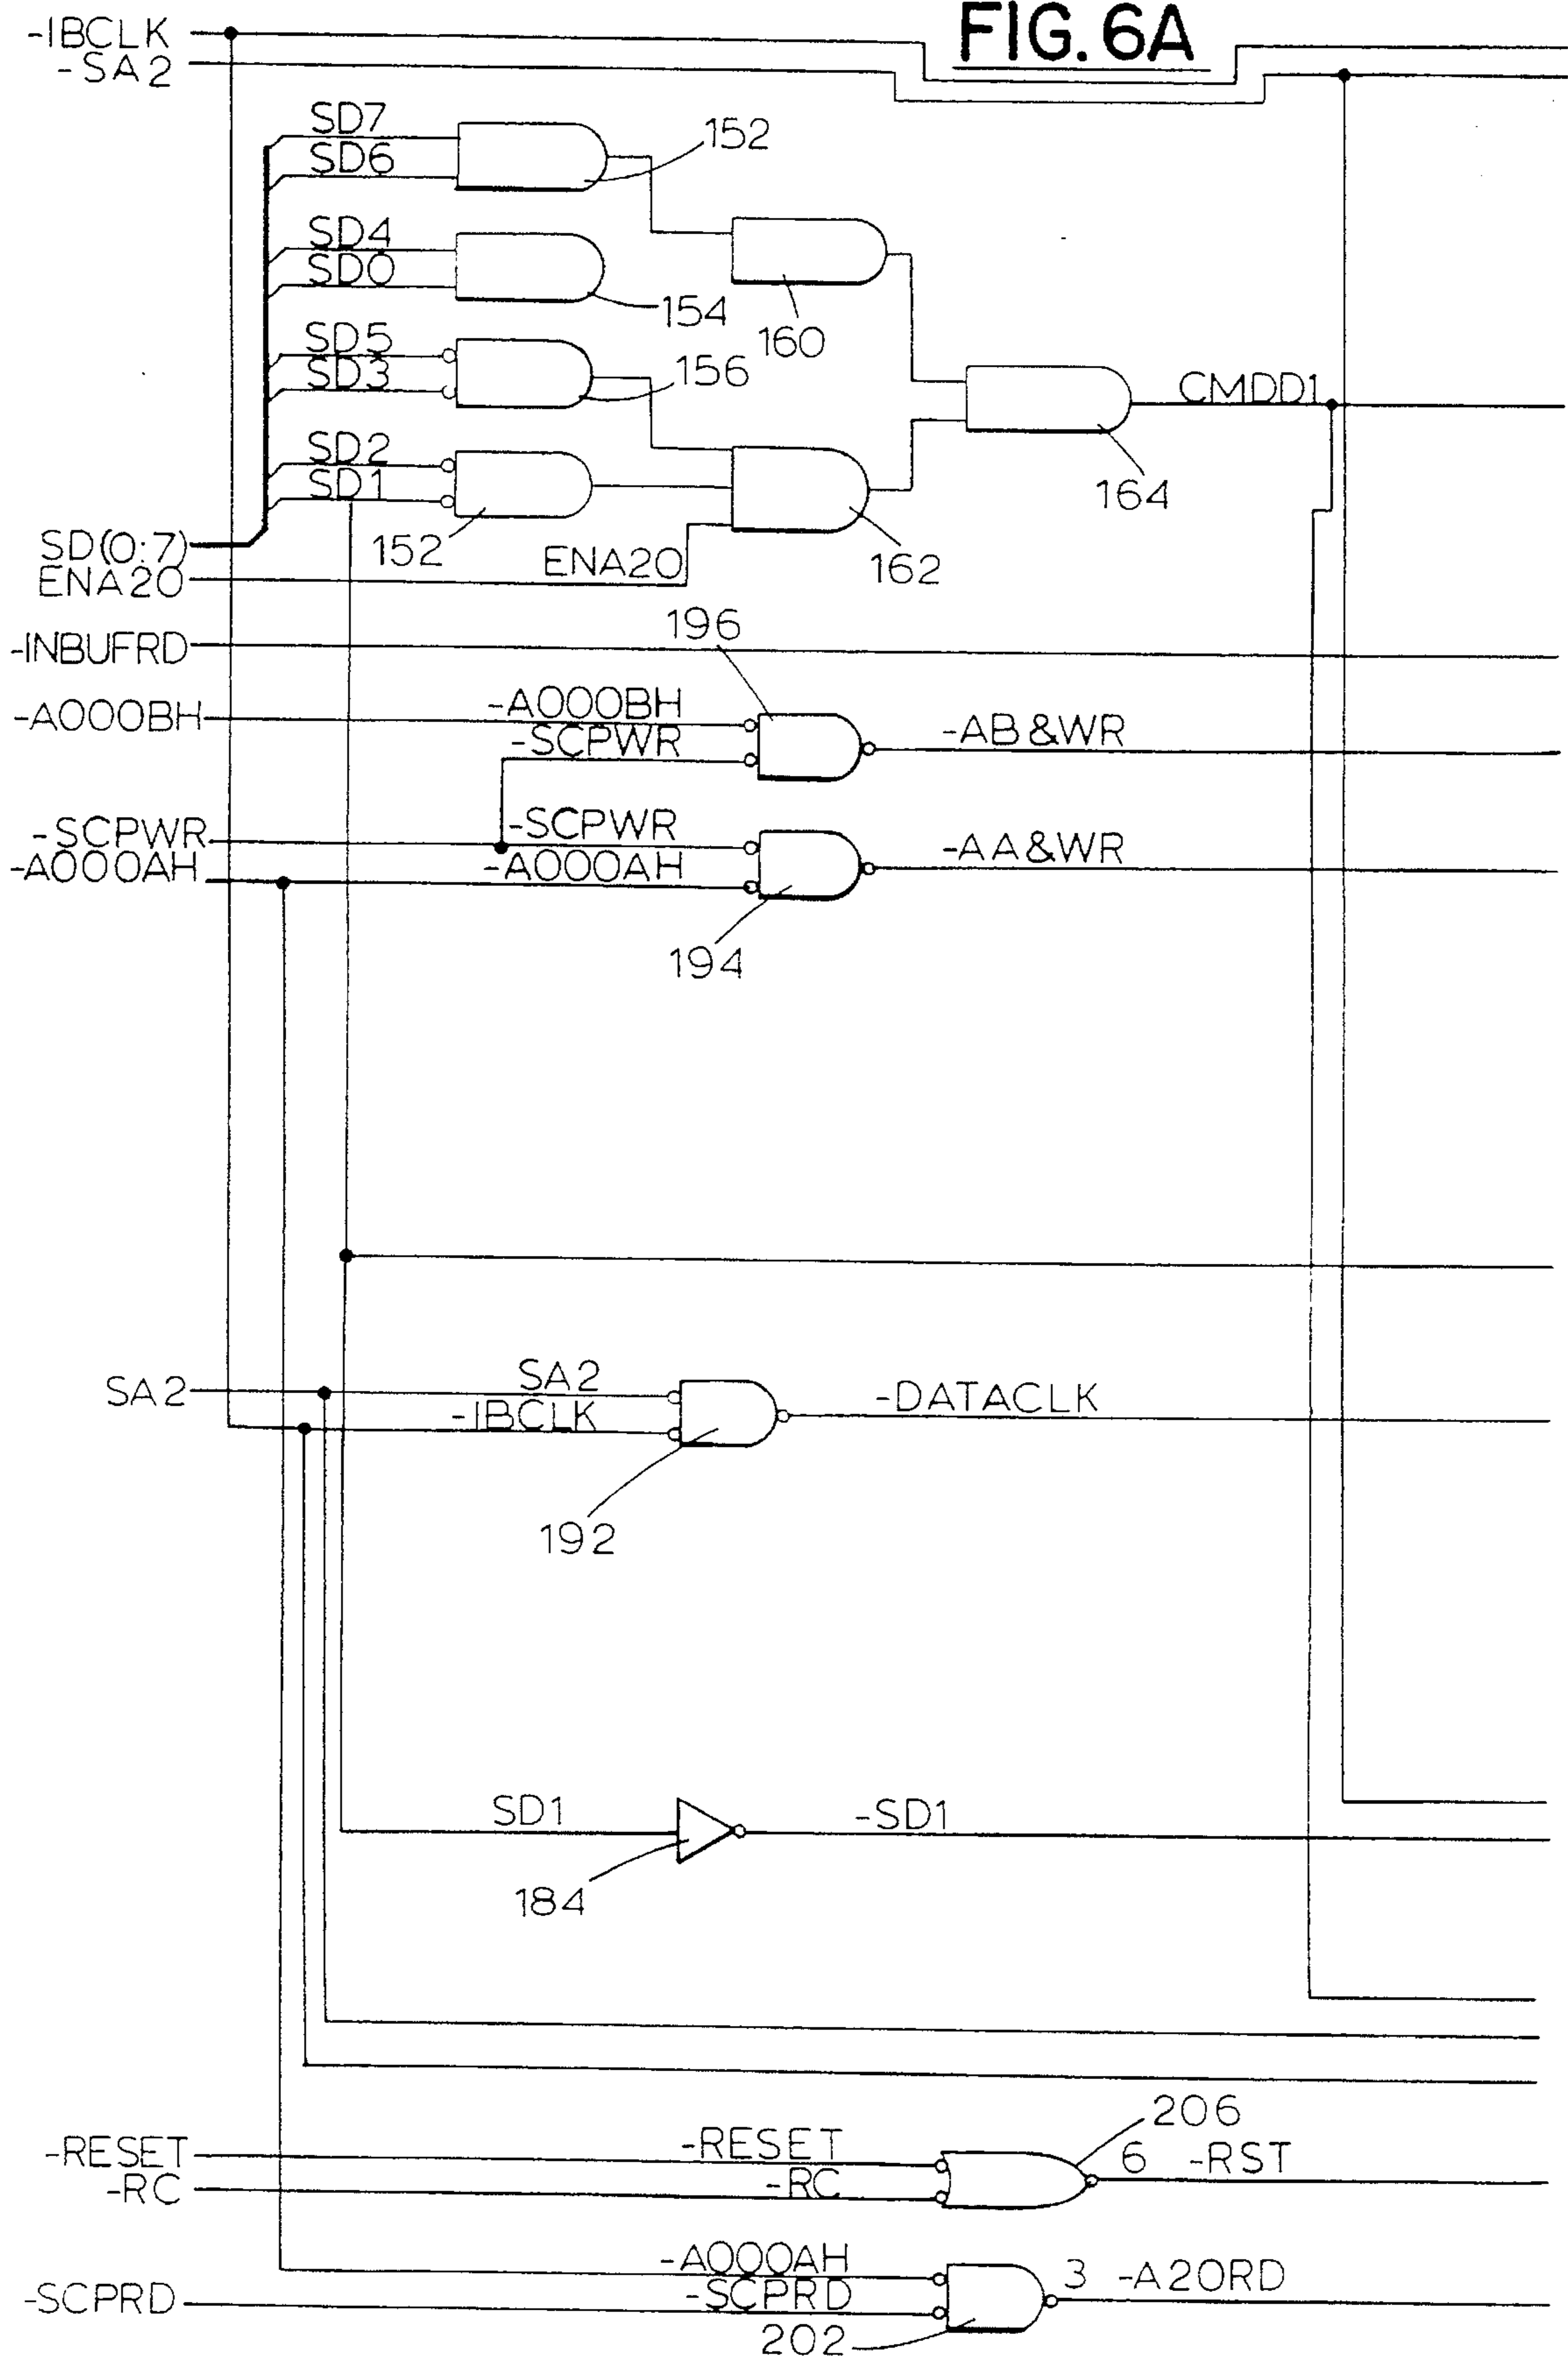 FIG. 6A
-IBCLK
-SA2
SD7
152
SD6
SD4
SD0
154
160
SD5
156
SD3
CMDD1
SD2
SD1
164
SD(0:7)
152
ENA20
162
ENA20
196
-INBUFRD
-A000BH
-A000BH
-SCPWR
-AB&WR
-SCPWR
-SCPWR
-AA&WR
-A000AH
-A000AH
194
SA2
SA2
-IBCLK
-DATACLK
192
SD1
-SD1
184
206
-RESET
-RESET
6 -RST
-RC
-RC
-A000AH
3 -A20RD
-SCPRD
-SCPRD
202